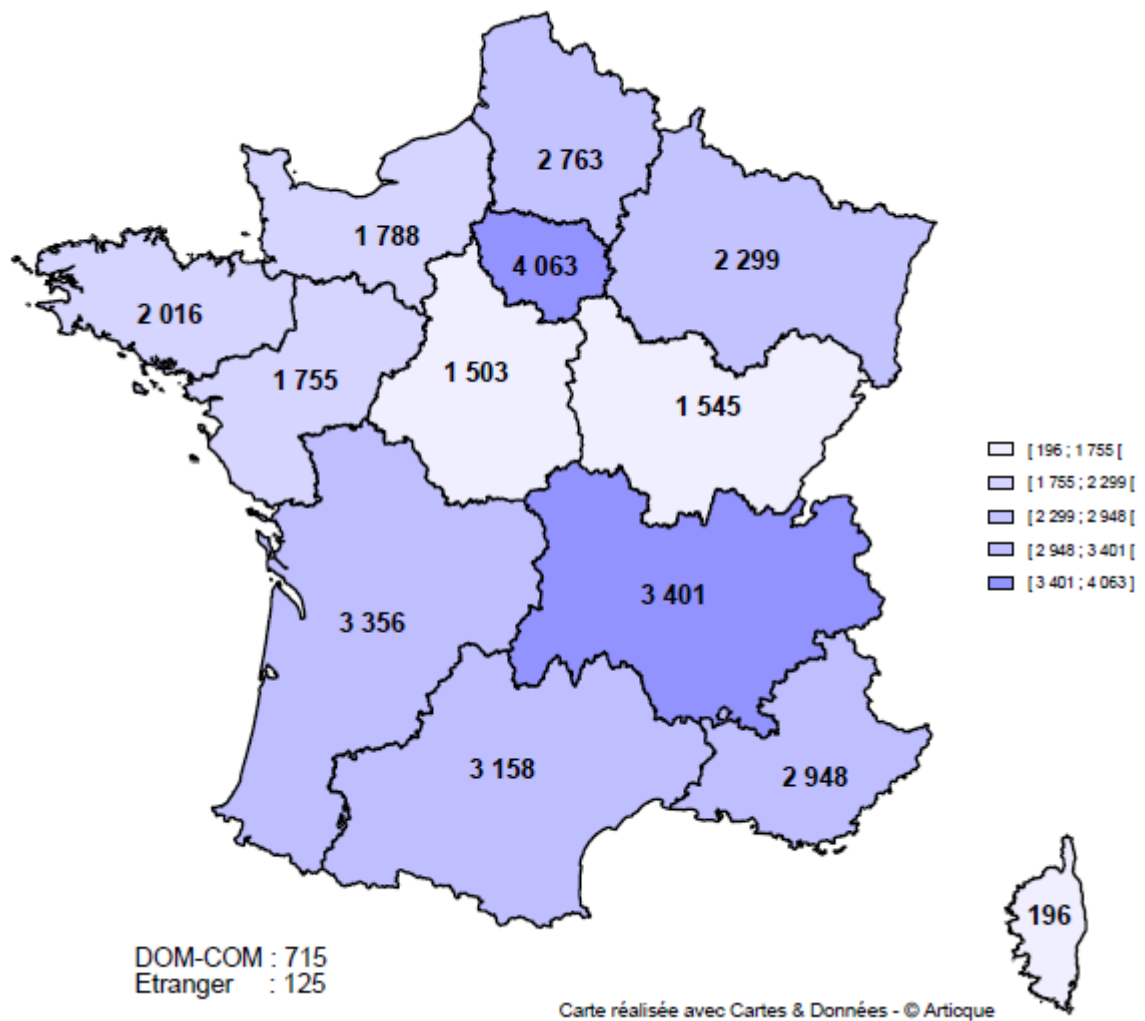 2 763
1 788
4 063
2 299
2 016
1 755
1 503
1 545
[ 196 ; 1 755 [
[ 1 755 ; 2 299 [
[ 2 299 ; 2 948 [
[ 2 948 ; 3 401 [
[ 3 401 ; 4 063 ]
3 401
3 356
3 158
2 948
196
DOM-COM : 715
Etranger : 125
Carte réalisée avec Cartes & Données - © Articque